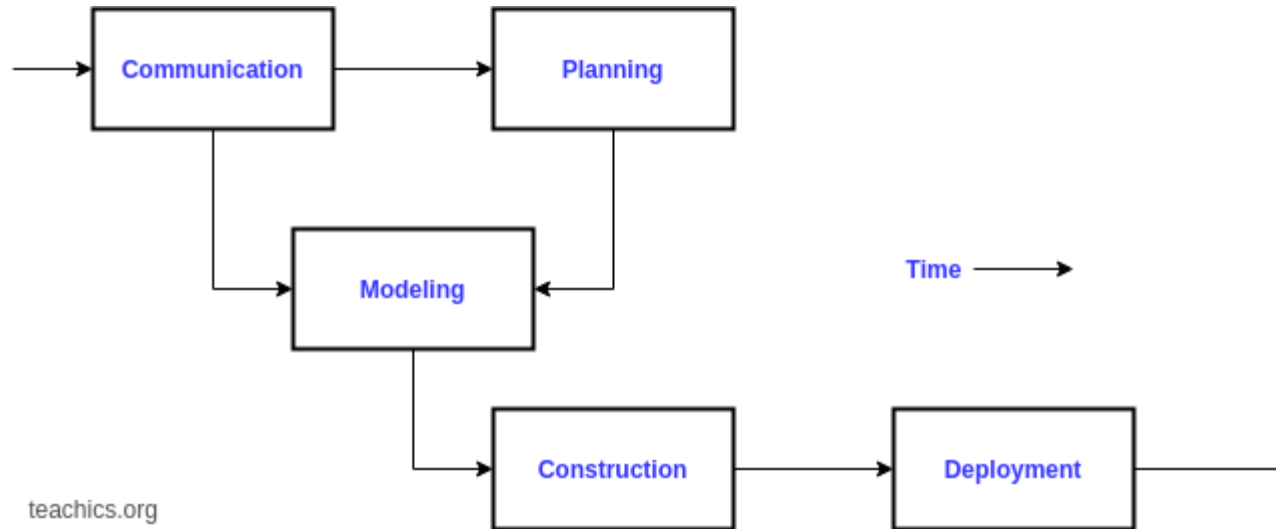 Communication
Planning
Modeling
Time
Construction
Deployment
teachics.org